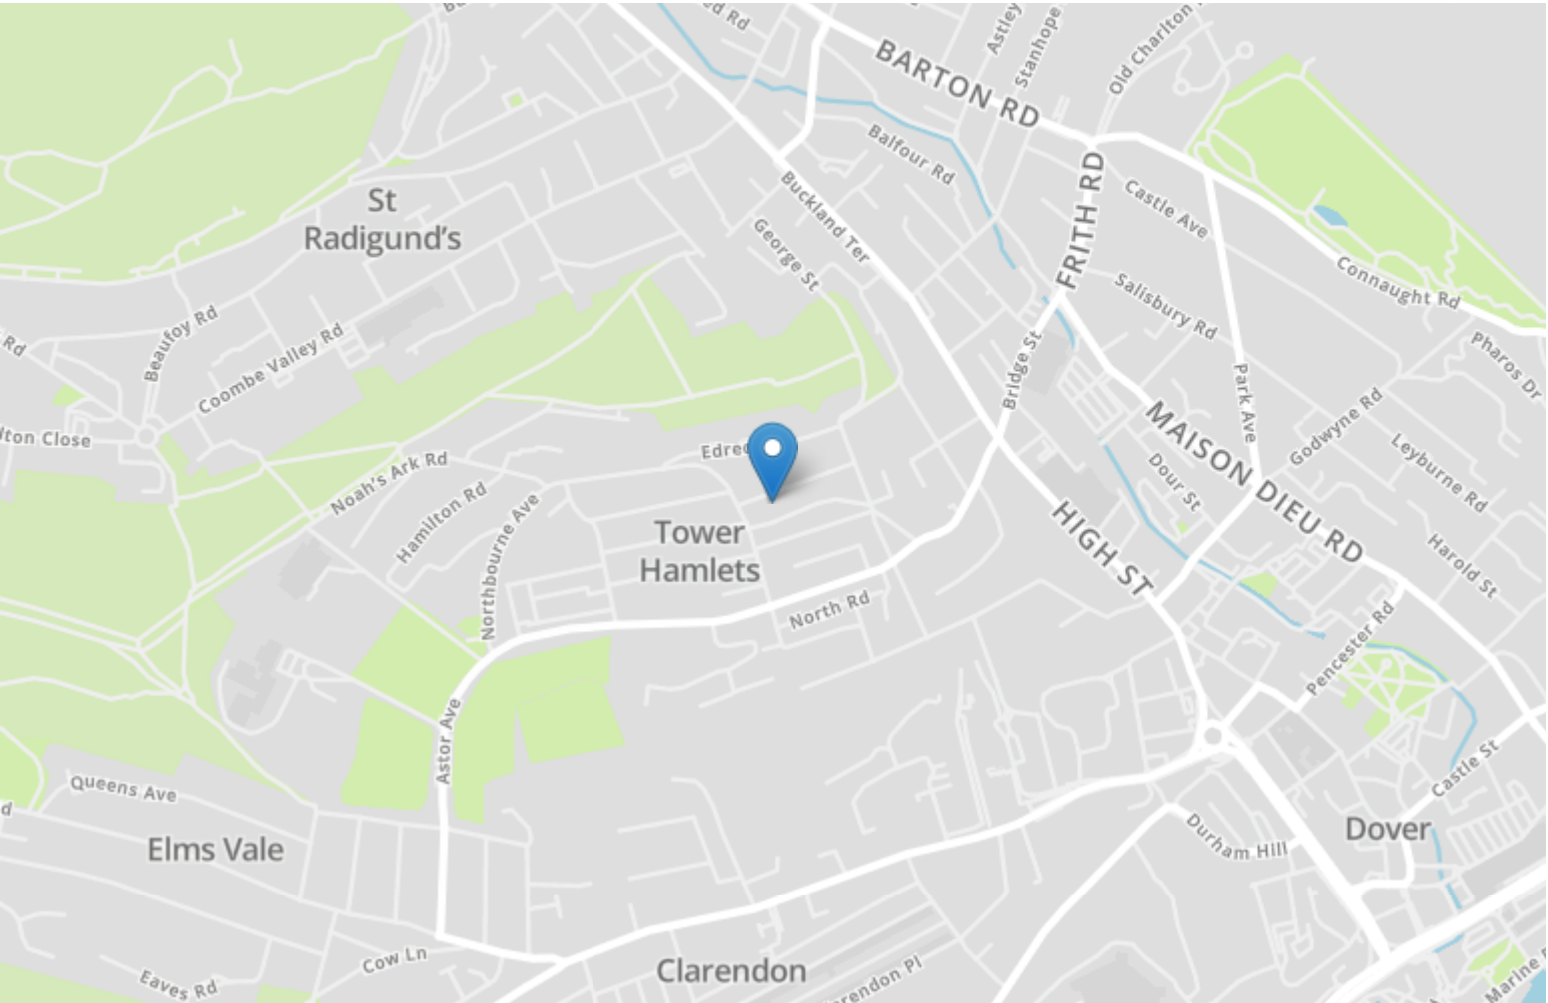 BARTON RD
Old Charlton
Astley
Stanhope
Balfour Rd
Buckland Ter
George St
FRITH RD
Castle Ave
Connaught Rd
Salisbury Rd
Pharos Dr
St
Radigund's
Beaufoy Rd
Coombe Valley Rd
Rd
Close
Bridge St
Park Ave
Godwyne Rd
Leyburne Rd
MAISON DIEU RD
Dour St
Harold St
HIGH ST
Noah's Ark Rd
Hamilton Rd
Northbourne Ave
Tower
Hamlets
North Rd
Pencester Rd
Astor Ave
Castle St
Queens Ave
Elms Vale
Durham Hill
Dover
Cow Ln
Eaves Rd
Clarendon
Pl
Marine